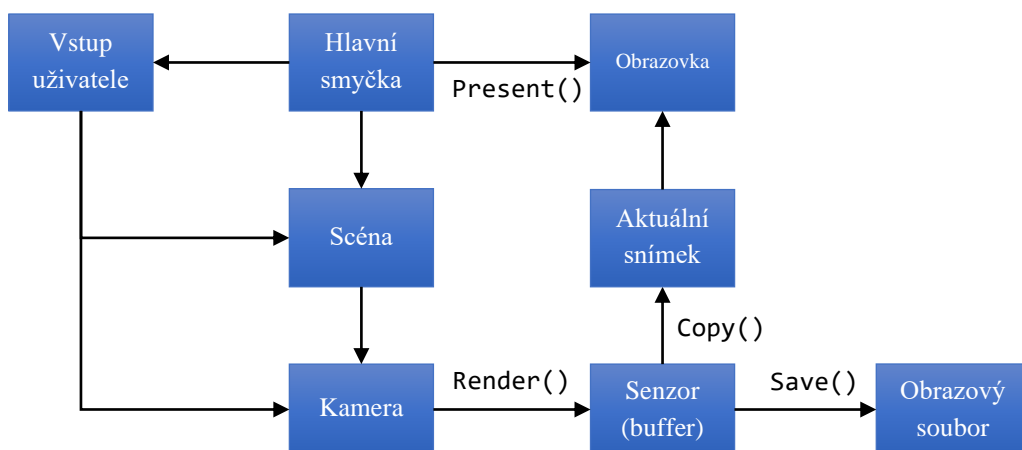 Vstup
uživatele
Hlavní
smyčka
Present()
Obrazovka
Scéna
Aktuální
snímek
Copy()
Kamera
Render()
Senzor
(buffer)
Save()
Obrazový
soubor